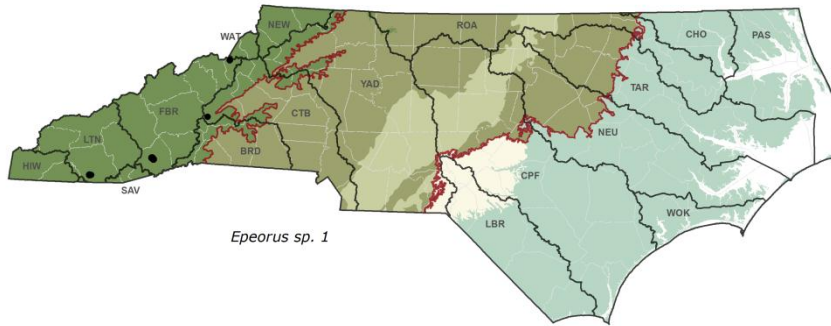 NEW
ROA
WAT
CHO
PAS
YAD
TAR
FBR
CTB
LTN
NEU
BRD
HIW
CPF
SAV
WOK
LBR
Epeorus sp. 1